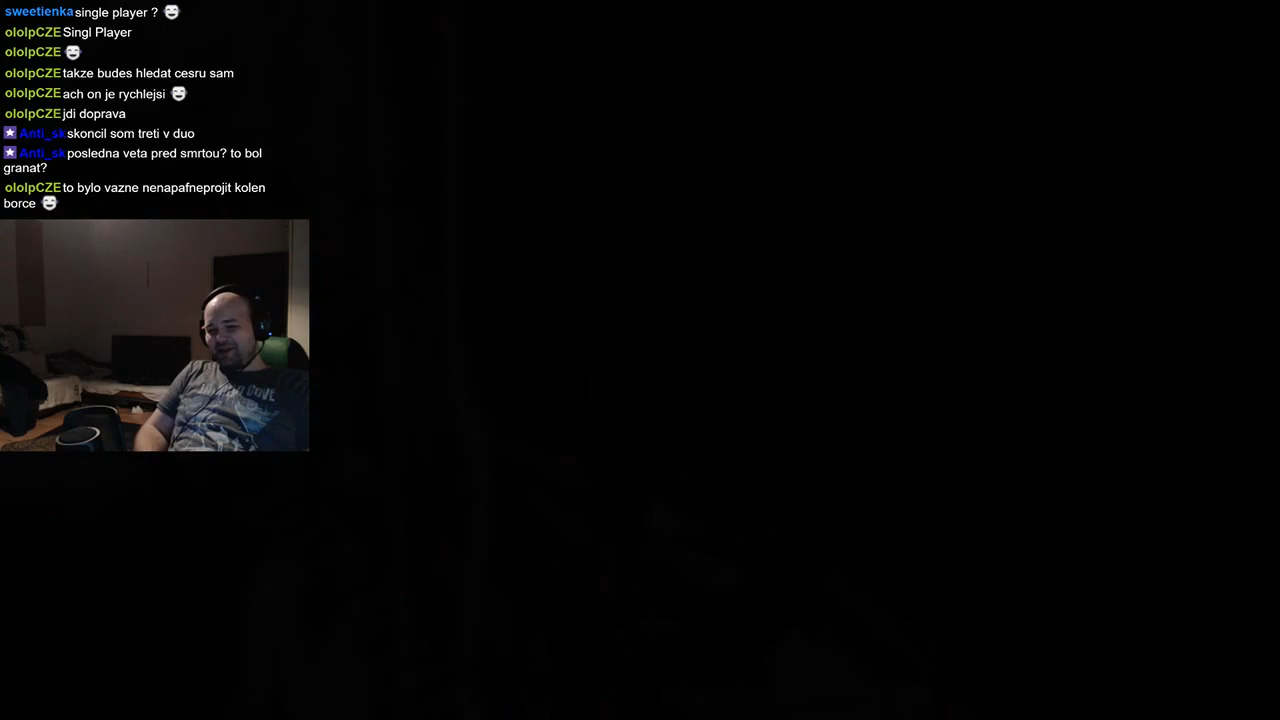 sweetienka single player ?
ololpCZE Singl Player
ololpCZE
ololpCZE takze budes hledat cesru sam
ololpCZE ach on je rychlejsi
ololpCZE jdi doprava
Anti_sk skoncil som treti v duo
Anti_sk posledna veta pred smrtou? to bol
granat?
ololpCZE to bylo vazne nenapafneprojit kolen
borce